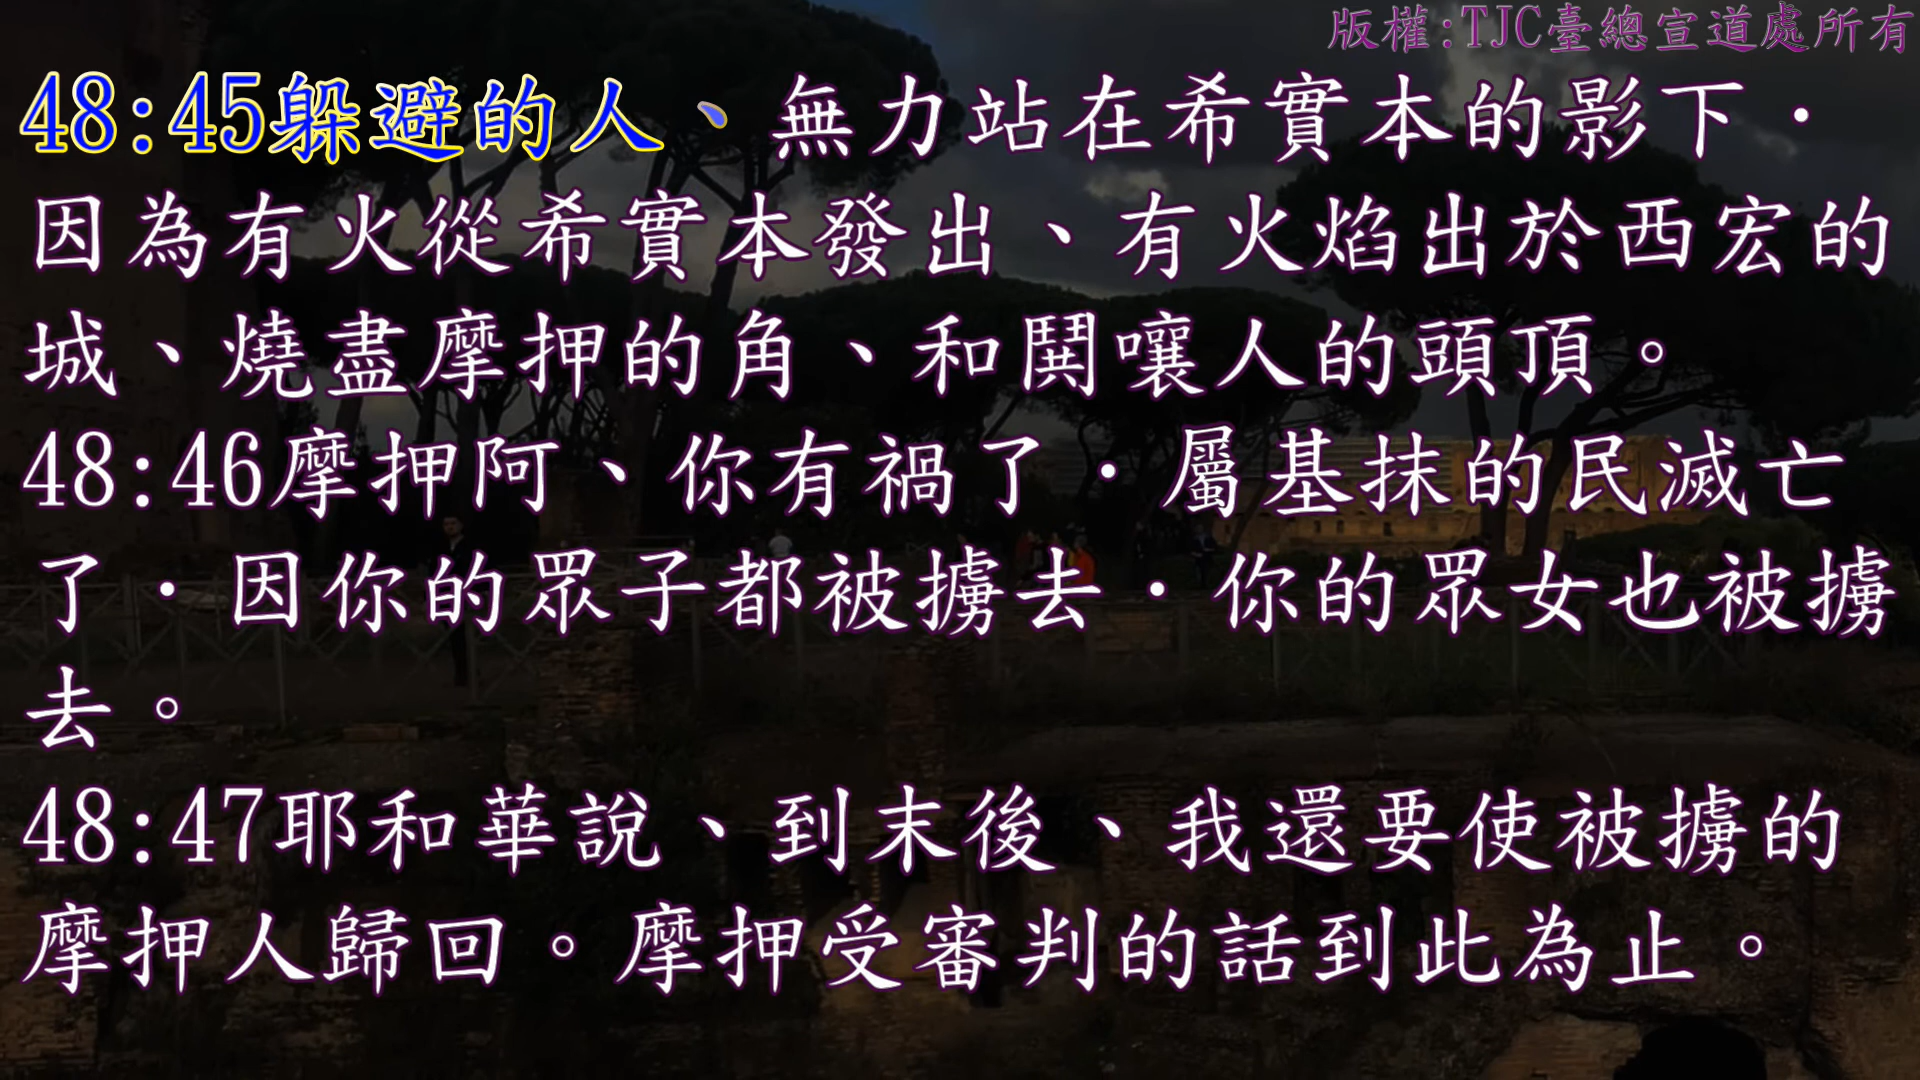 版權:TJC臺總宣道處所有
48:45躲避的人、無力站在希實本的影下．
因為有火從希實本發出、有火焰出於西宏的
城、燒盡摩押的角、和鬨嚷人的頭頂。
48:46摩押阿、你有禍了．屬基抹的民滅亡
了．因你的眾子都被擄去．你的眾女也被擄
去。
48:47耶和華說、到末後、我還要使被擄的
摩押人歸回。摩押受審判的話到此為止。